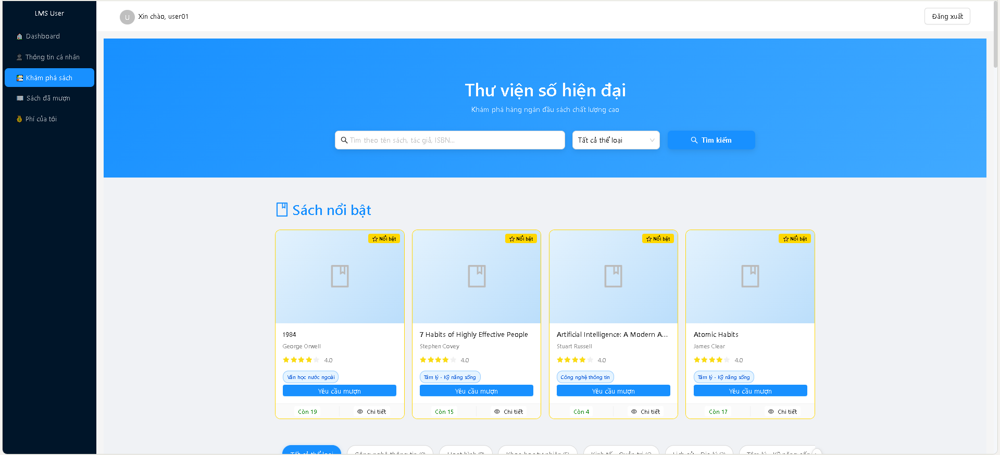 LMS User
Dashboard
Thông tin cá nhân
Khám phá sách
Sách đã mượn
Phí của tôi
U
Xin chào, user01
Đăng xuất
Thư viện số hiện đại
Khám phá hàng ngàn đầu sách chất lượng cao
Tìm theo tên sách, tác giả, ISBN...
Tất cả thể loại
Tìm kiếm
Sách nổi bật
Nổi bật
1984
George Orwell
4.0
Văn học nước ngoài
Yêu cầu mượn
Còn 19
Chi tiết
Nổi bật
7 Habits of Highly Effective People
Stephen Covey
4.0
Tâm lý - Kỹ năng sống
Yêu cầu mượn
Còn 15
Chi tiết
Nổi bật
Artificial Intelligence: A Modern A...
Stuart Russell
4.0
Công nghệ thông tin
Yêu cầu mượn
Còn 4
Chi tiết
Nổi bật
Atomic Habits
James Clear
4.0
Tâm lý - Kỹ năng sống
Yêu cầu mượn
Còn 17
Chi tiết
Tất cả thể loại